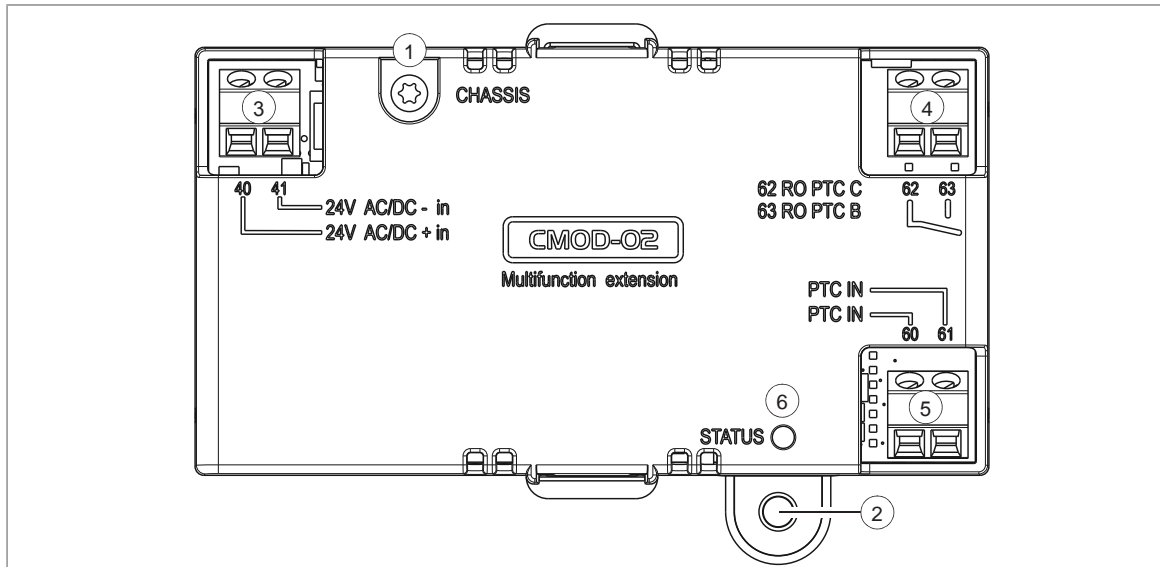 1
CHASSIS
3
4
40 41
24V AC/DC - in
24V AC/DC + in
62 RO PTC C
63 RO PTC B
62 63
CMOD-02
Multifunction extension
PTC IN
PTC IN
60 61
5
6
STATUS
2